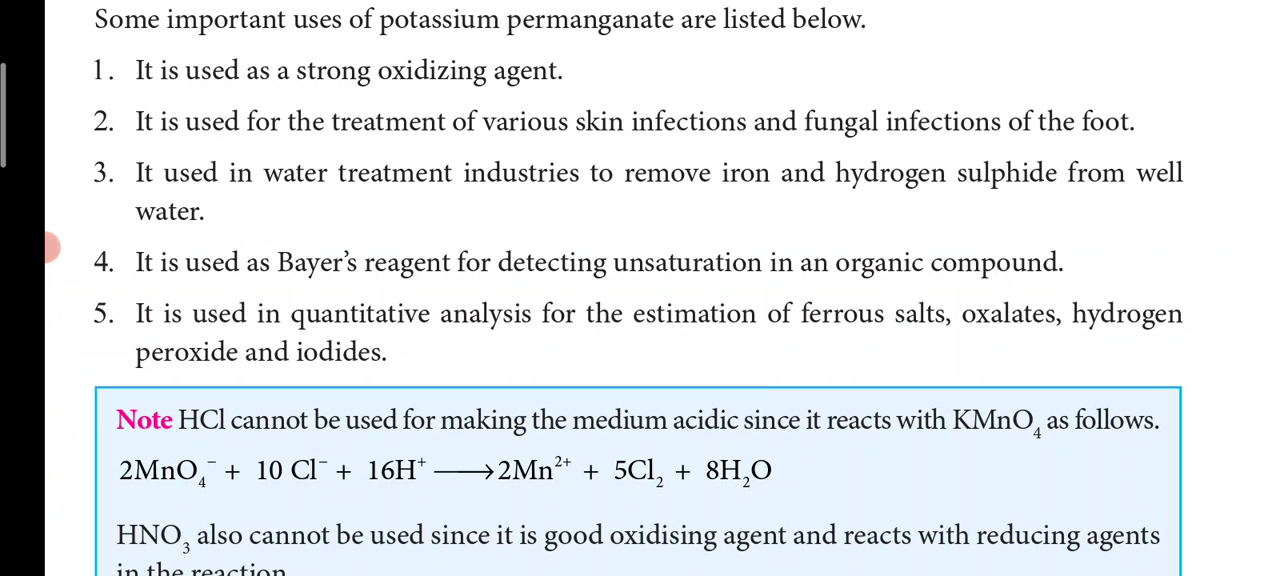 Some important uses of potassium permanganate are listed below.
1. It is used as a strong oxidizing agent.
2. It is used for the treatment of various skin infections and fungal infections of the foot.
3. It used in water treatment industries to remove iron and hydrogen sulphide from well
water.
4. It is used as Bayer’s reagent for detecting unsaturation in an organic compound.
5. It is used in quantitative analysis for the estimation of ferrous salts, oxalates, hydrogen
peroxide and iodides.
Note HCl cannot be used for making the medium acidic since it reacts with KMnO₄ as follows.
2MnO₄⁻ + 10 Cl⁻ + 16H⁺ ⟶ 2Mn²⁺ + 5Cl₂ + 8H₂O
HNO₃ also cannot be used since it is good oxidising agent and reacts with reducing agents
in the reaction